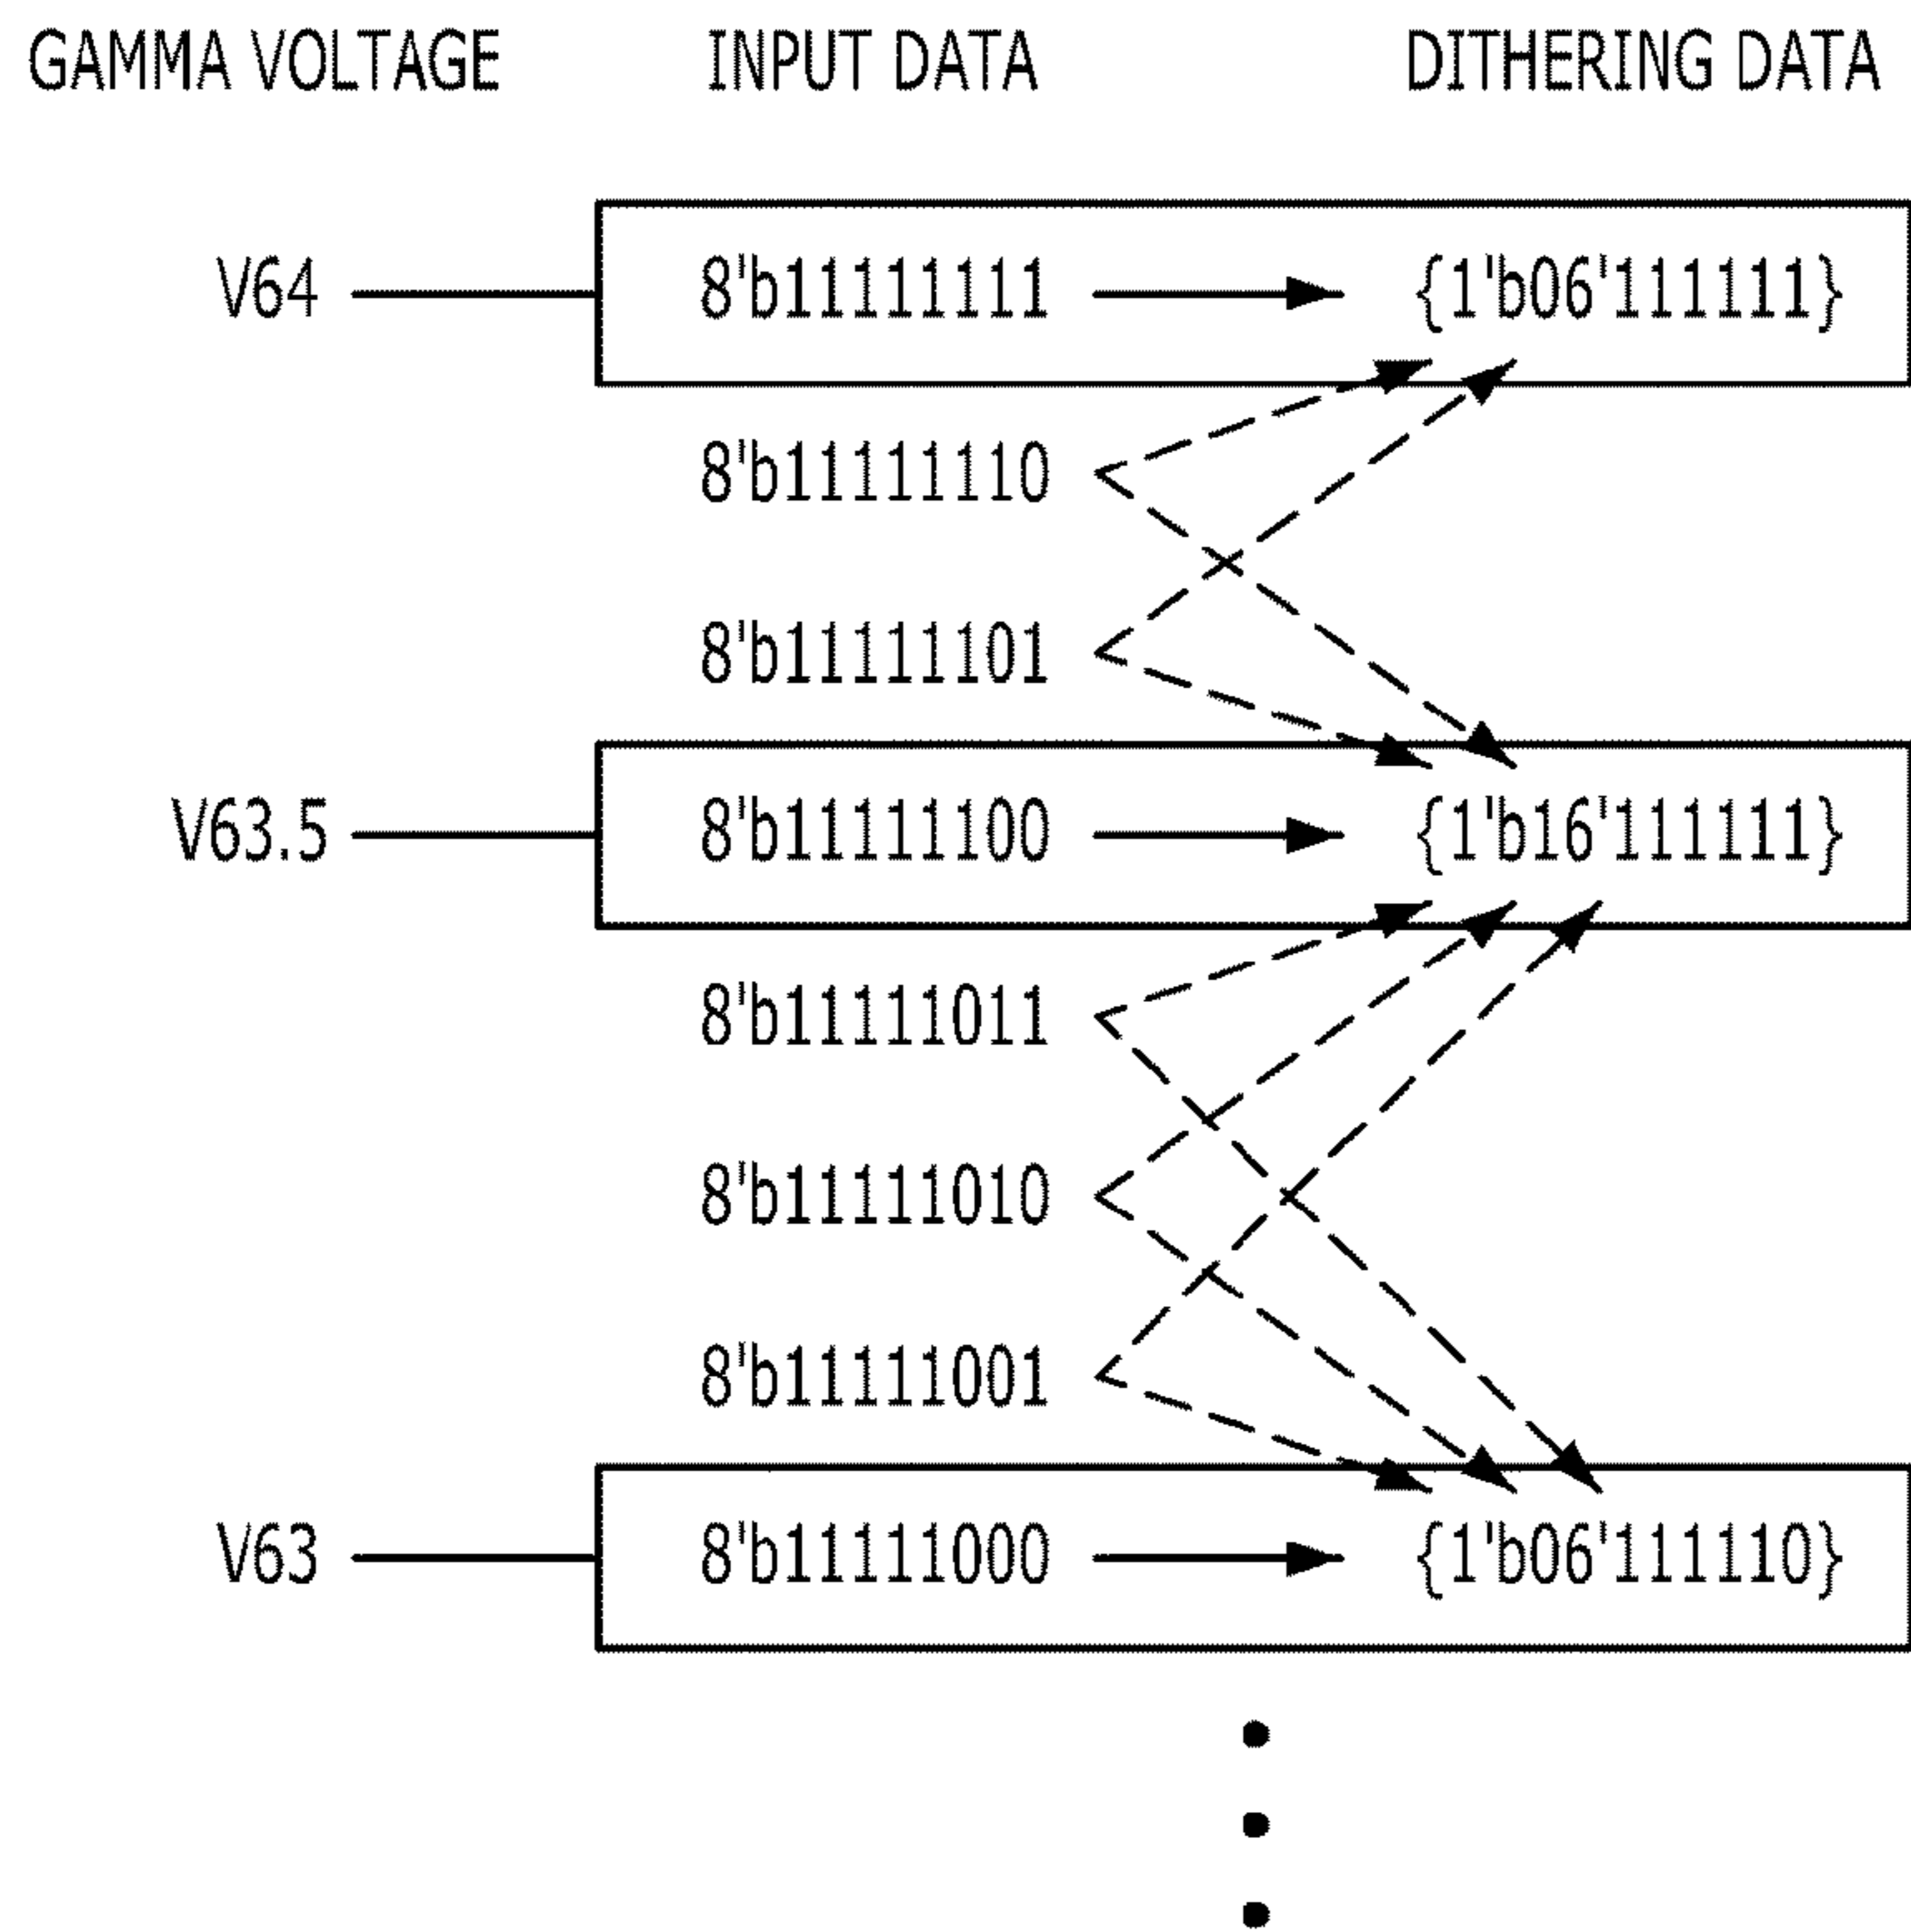 GAMMA VOLTAGE INPUT DATA DITHERING DATA
V64 8'b11111111 {1'b06'111111}
8'b11111110
8'b11111101
V63.5 8'b11111100 {1'b16'111111}
8'b11111011
8'b11111010
8'b11111001
V63 8'b11111000 {1'b06'111110}